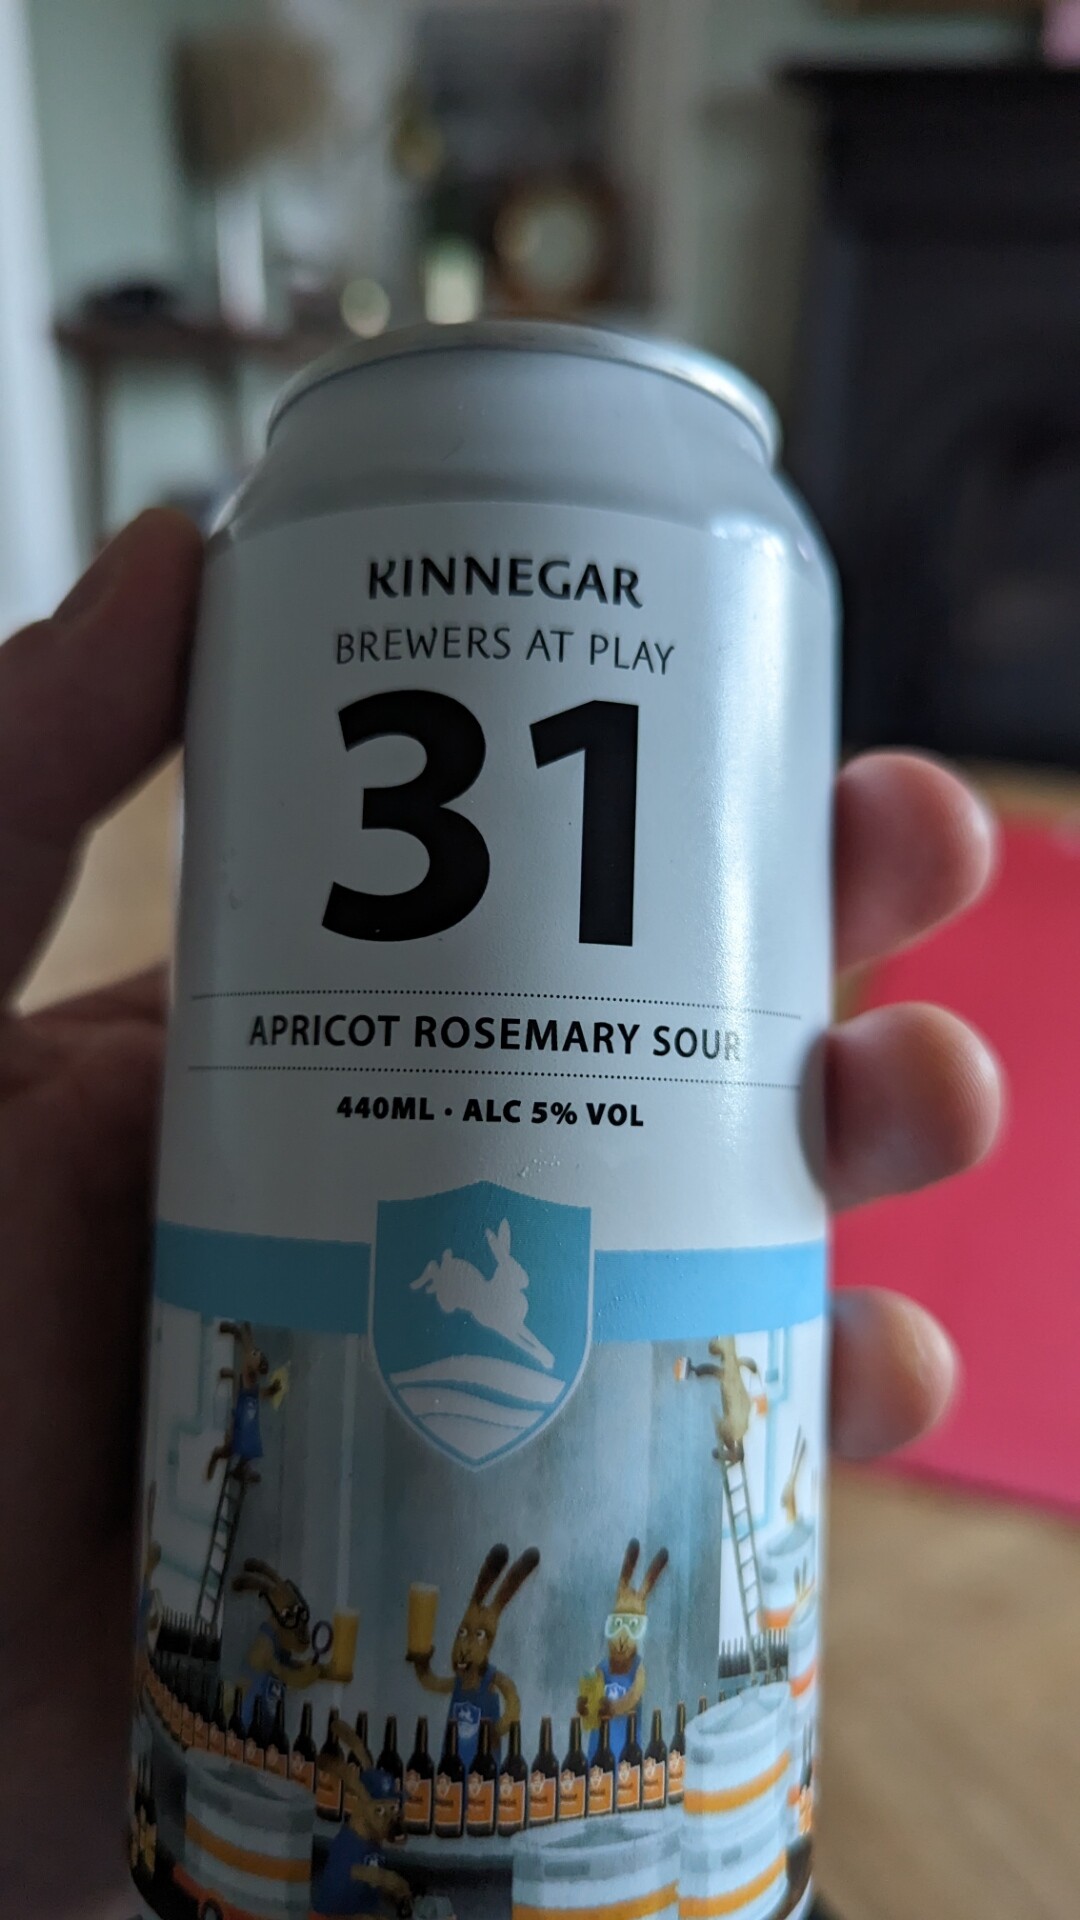 KINNEGAR
BREWERS AT PLAY
31
APRICOT ROSEMARY SOUR
440ML · ALC 5% VOL